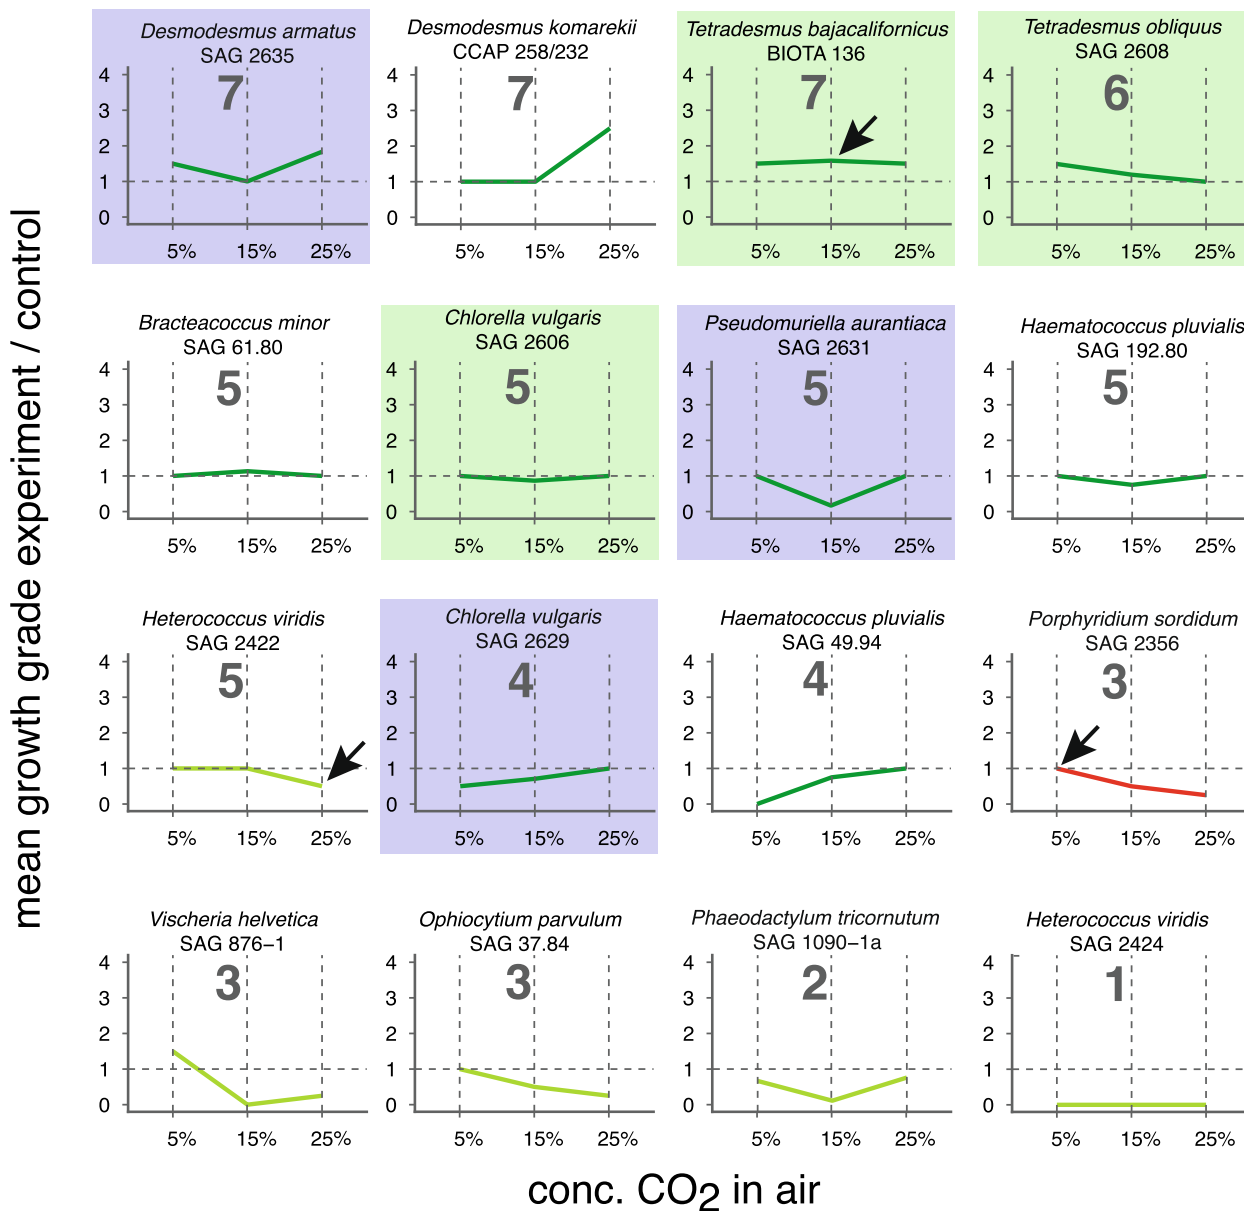 mean growth grade experiment / control
Desmodesmus armatus
SAG 2635
7
4
3
2
1
0
5% 15% 25%
Desmodesmus komarekii
CCAP 258/232
7
4
3
2
1
0
5% 15% 25%
Tetradesmus bajacalifornicus
BIOTA 136
7
4
3
2
1
0
5% 15% 25%
Tetradesmus obliquus
SAG 2608
6
4
3
2
1
0
5% 15% 25%
Bracteacoccus minor
SAG 61.80
5
4
3
2
1
0
5% 15% 25%
Chlorella vulgaris
SAG 2606
5
4
3
2
1
0
5% 15% 25%
Pseudomuriella aurantiaca
SAG 2631
5
4
3
2
1
0
5% 15% 25%
Haematococcus pluvialis
SAG 192.80
5
4
3
2
1
0
5% 15% 25%
Heterococcus viridis
SAG 2422
5
4
3
2
1
0
5% 15% 25%
Chlorella vulgaris
SAG 2629
4
4
3
2
1
0
5% 15% 25%
Haematococcus pluvialis
SAG 49.94
4
4
3
2
1
0
5% 15% 25%
Porphyridium sordidum
SAG 2356
3
4
3
2
1
0
5% 15% 25%
Vischeria helvetica
SAG 876–1
3
4
3
2
1
0
5% 15% 25%
Ophiocytium parvulum
SAG 37.84
3
4
3
2
1
0
5% 15% 25%
Phaeodactylum tricornutum
SAG 1090–1a
2
4
3
2
1
0
5% 15% 25%
Heterococcus viridis
SAG 2424
1
4
3
2
1
0
5% 15% 25%
conc. CO2 in air